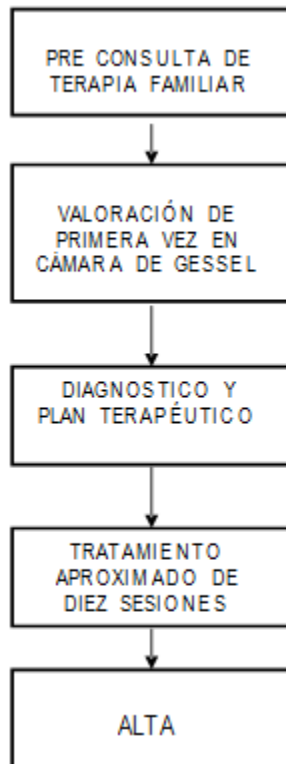 PRE CONSULTA DE
TERAPIA FAMILIAR
VALORACIÓN DE
PRIMERA VEZ EN
CÁMARA DE GESSEL
DIAGNOSTICO Y
PLAN TERAPÉUTICO
TRATAMIENTO
APROXIMADO DE
DIEZ SESIONES
ALTA